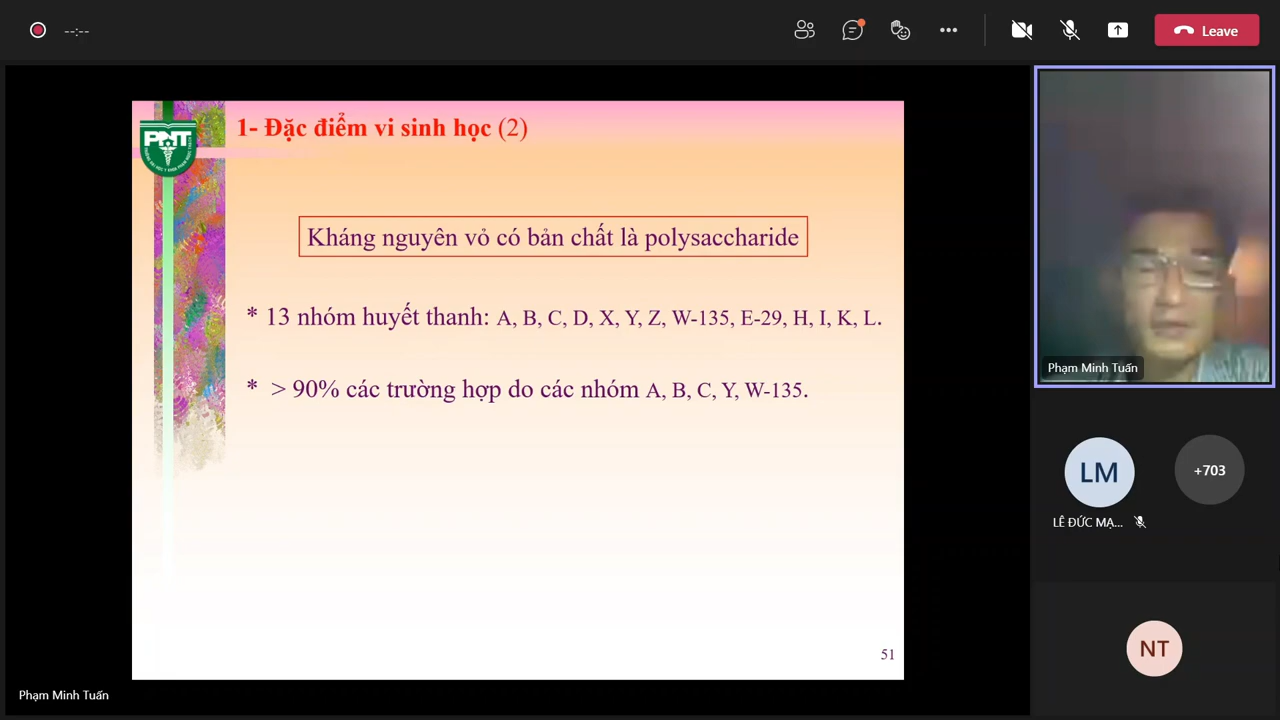 --:--
Leave
1- Đặc điểm vi sinh học (2)
PNT
Kháng nguyên vỏ có bản chất là polysaccharide
* 13 nhóm huyết thanh: A, B, C, D, X, Y, Z, W-135, E-29, H, I, K, L.
* > 90% các trường hợp do các nhóm A, B, C, Y, W-135.
51
Phạm Minh Tuấn
Phạm Minh Tuấn
LM
+703
LÊ ĐỨC MẠ...
NT